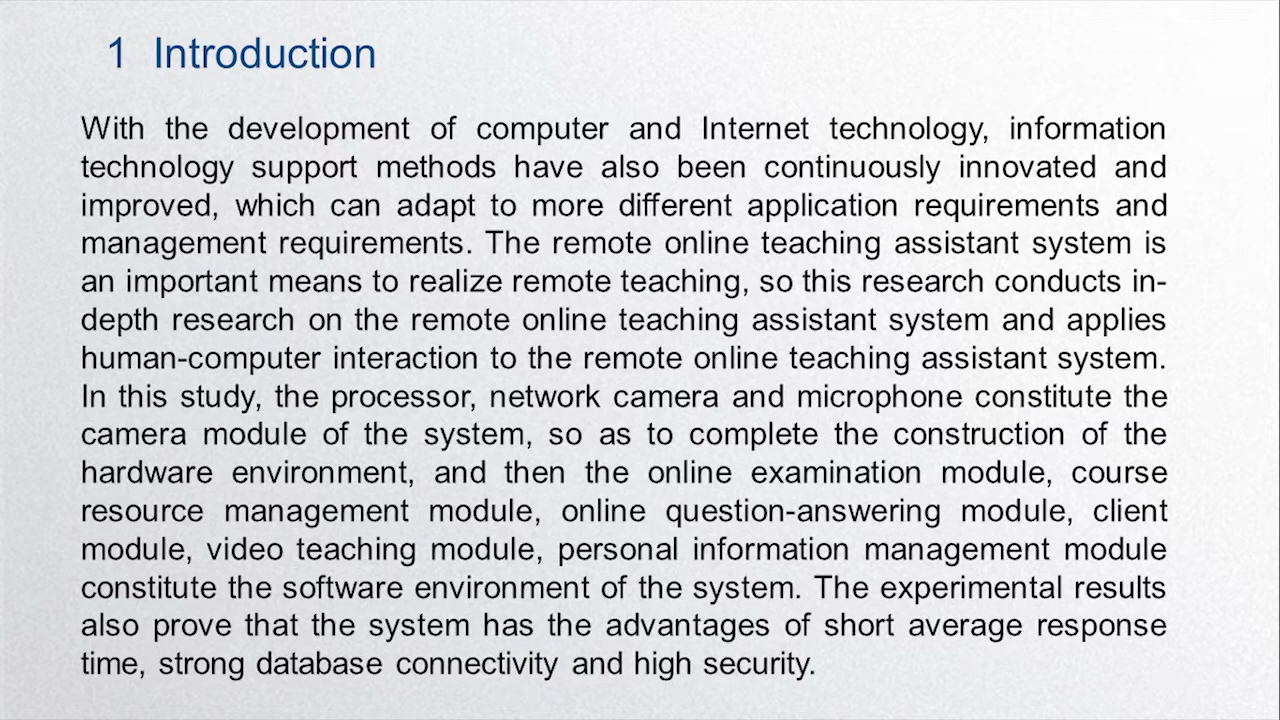 1 Introduction
With the development of computer and Internet technology, information
technology support methods have also been continuously innovated and
improved, which can adapt to more different application requirements and
management requirements. The remote online teaching assistant system is
an important means to realize remote teaching, so this research conducts in-
depth research on the remote online teaching assistant system and applies
human-computer interaction to the remote online teaching assistant system.
In this study, the processor, network camera and microphone constitute the
camera module of the system, so as to complete the construction of the
hardware environment, and then the online examination module, course
resource management module, online question-answering module, client
module, video teaching module, personal information management module
constitute the software environment of the system. The experimental results
also prove that the system has the advantages of short average response
time, strong database connectivity and high security.